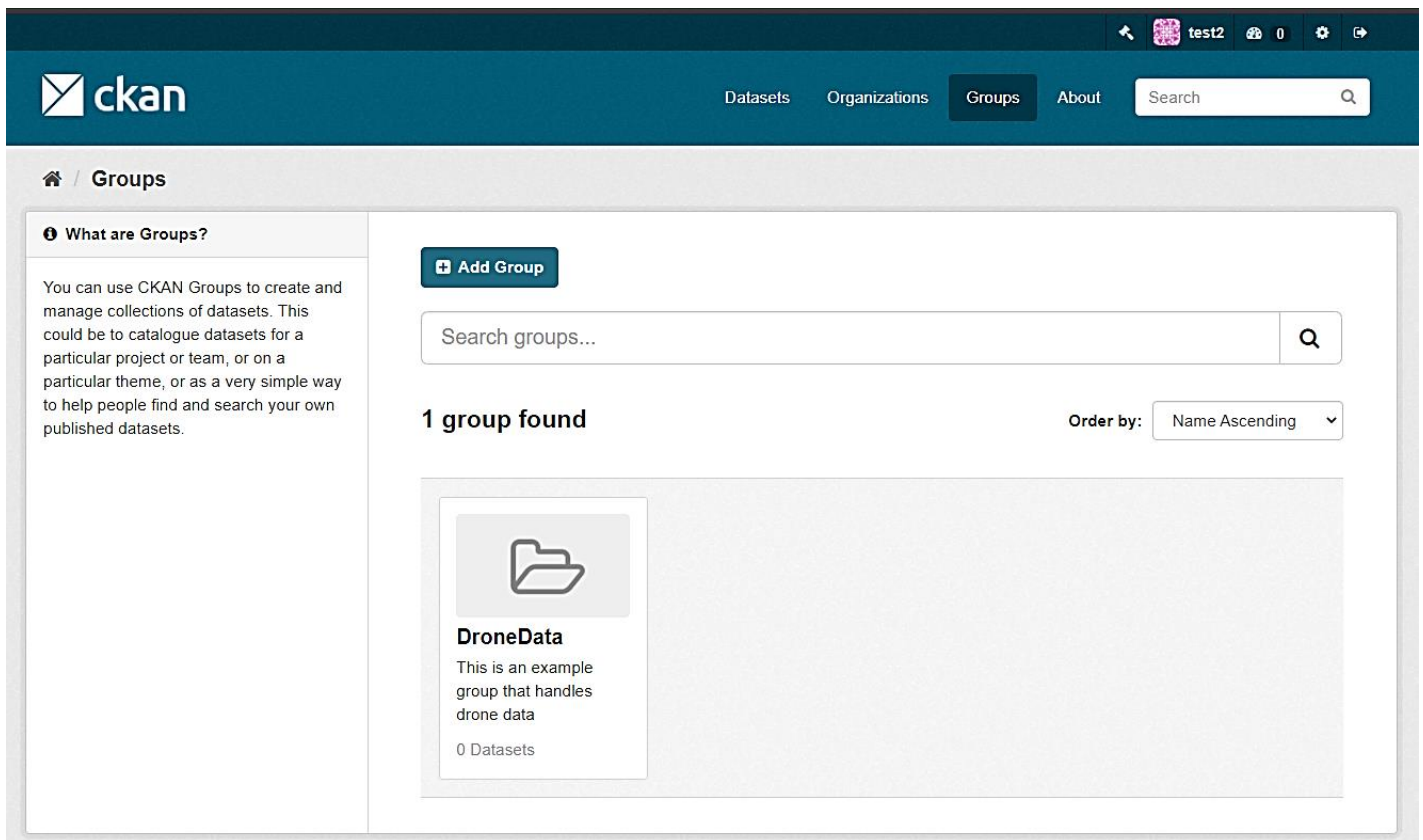 test2 0
ckan
Datasets Organizations Groups About Search
/ Groups
What are Groups?
You can use CKAN Groups to create and
manage collections of datasets. This
could be to catalogue datasets for a
particular project or team, or on a
particular theme, or as a very simple way
to help people find and search your own
published datasets.
Add Group
Search groups...
1 group found
Order by: Name Ascending
DroneData
This is an example
group that handles
drone data
0 Datasets